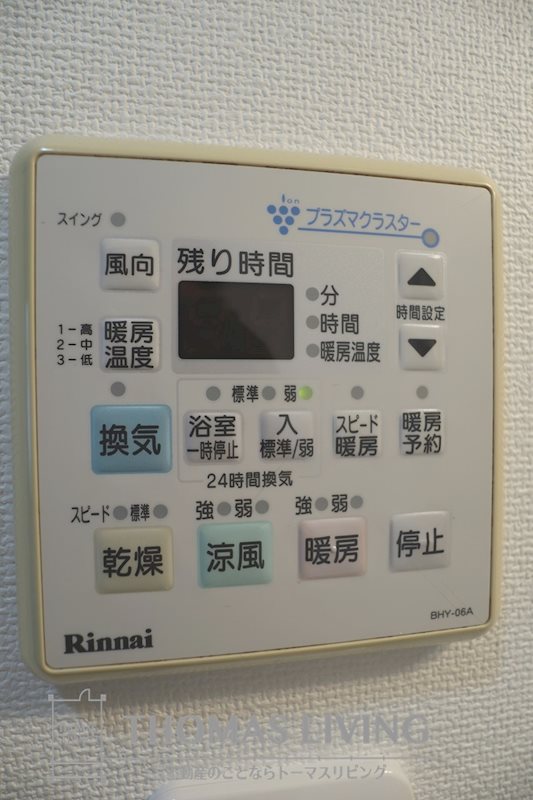 ion
プラズマクラスター
スイング
風向
残り時間
分
時間
暖房温度
時間設定
1－高
2－中
3－低
暖房
温度
標準 弱
換気
浴室
一時停止
入
標準/弱
スピード
暖房
暖房
予約
24時間換気
スピード 標準
強 弱
強 弱
乾燥
涼風
暖房
停止
BHY-06A
Rinnai
THOMAS LIVING
不動産のことならトーマスリビング